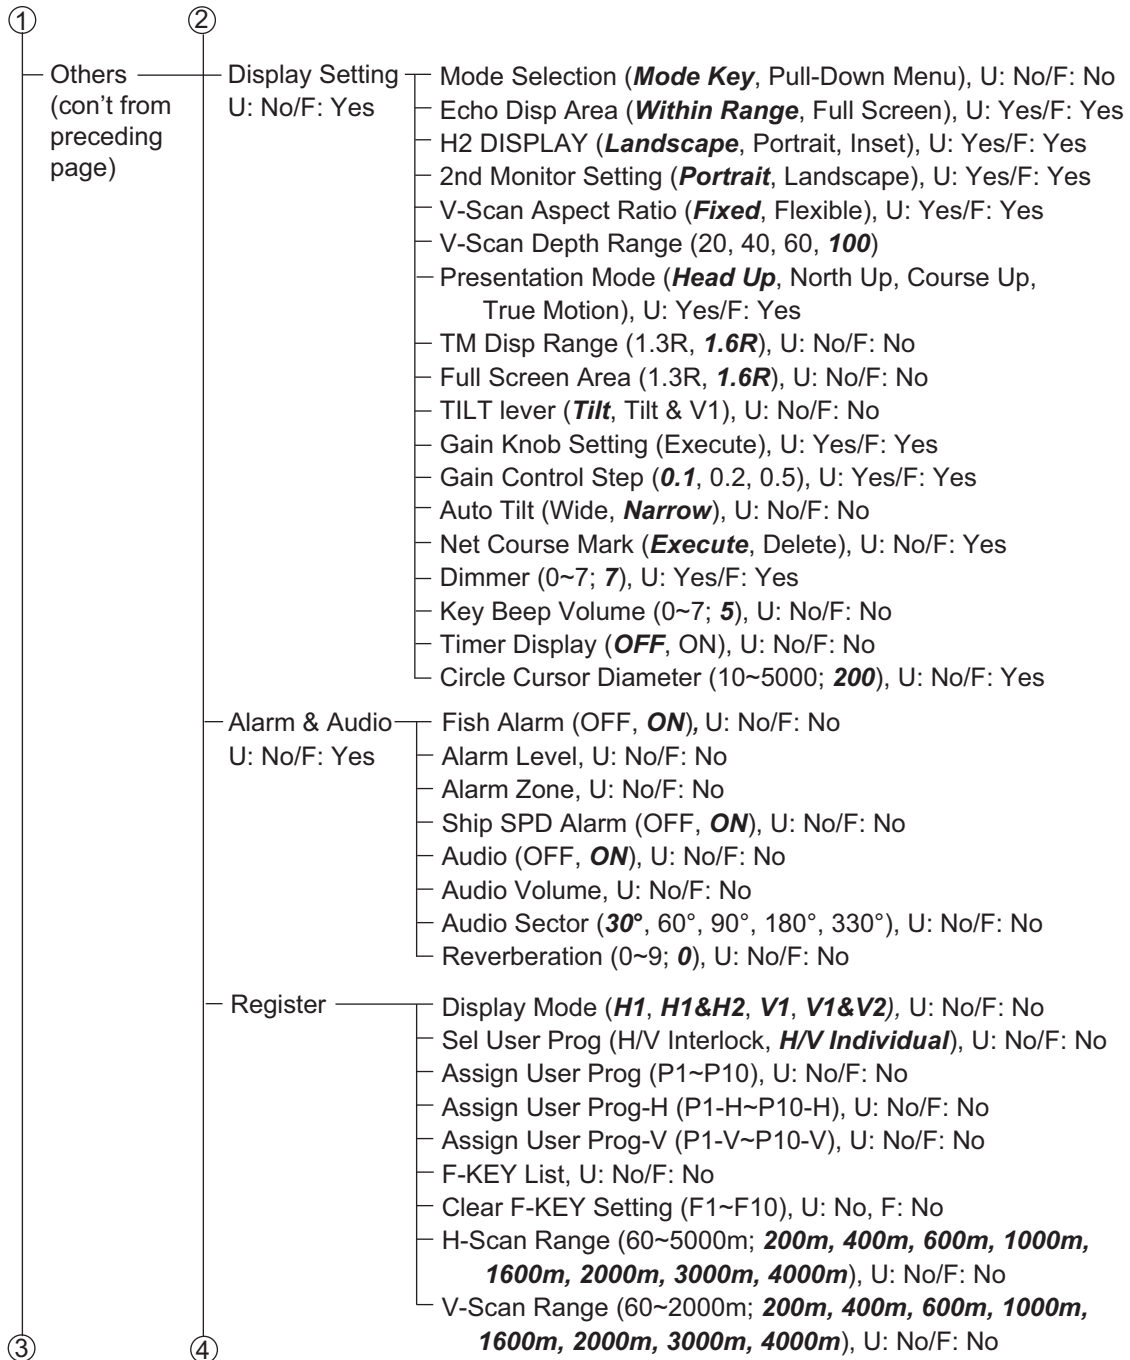 1 2
Others
(con't from
preceding
page)
Display Setting
U: No/F: Yes
Mode Selection (Mode Key, Pull-Down Menu), U: No/F: No
Echo Disp Area (Within Range, Full Screen), U: Yes/F: Yes
H2 DISPLAY (Landscape, Portrait, Inset), U: Yes/F: Yes
2nd Monitor Setting (Portrait, Landscape), U: Yes/F: Yes
V-Scan Aspect Ratio (Fixed, Flexible), U: Yes/F: Yes
V-Scan Depth Range (20, 40, 60, 100)
Presentation Mode (Head Up, North Up, Course Up,
True Motion), U: Yes/F: Yes
TM Disp Range (1.3R, 1.6R), U: No/F: No
Full Screen Area (1.3R, 1.6R), U: No/F: No
TILT lever (Tilt, Tilt & V1), U: No/F: No
Gain Knob Setting (Execute), U: Yes/F: Yes
Gain Control Step (0.1, 0.2, 0.5), U: Yes/F: Yes
Auto Tilt (Wide, Narrow), U: No/F: No
Net Course Mark (Execute, Delete), U: No/F: Yes
Dimmer (0~7; 7), U: Yes/F: Yes
Key Beep Volume (0~7; 5), U: No/F: No
Timer Display (OFF, ON), U: No/F: No
Circle Cursor Diameter (10~5000; 200), U: No/F: Yes
Alarm & Audio
U: No/F: Yes
Fish Alarm (OFF, ON), U: No/F: No
Alarm Level, U: No/F: No
Alarm Zone, U: No/F: No
Ship SPD Alarm (OFF, ON), U: No/F: No
Audio (OFF, ON), U: No/F: No
Audio Volume, U: No/F: No
Audio Sector (30°, 60°, 90°, 180°, 330°), U: No/F: No
Reverberation (0~9; 0), U: No/F: No
Register
Display Mode (H1, H1&H2, V1, V1&V2), U: No/F: No
Sel User Prog (H/V Interlock, H/V Individual), U: No/F: No
Assign User Prog (P1~P10), U: No/F: No
Assign User Prog-H (P1-H~P10-H), U: No/F: No
Assign User Prog-V (P1-V~P10-V), U: No/F: No
F-KEY List, U: No/F: No
Clear F-KEY Setting (F1~F10), U: No, F: No
H-Scan Range (60~5000m; 200m, 400m, 600m, 1000m,
1600m, 2000m, 3000m, 4000m), U: No/F: No
V-Scan Range (60~2000m; 200m, 400m, 600m, 1000m,
1600m, 2000m, 3000m, 4000m), U: No/F: No
3 4